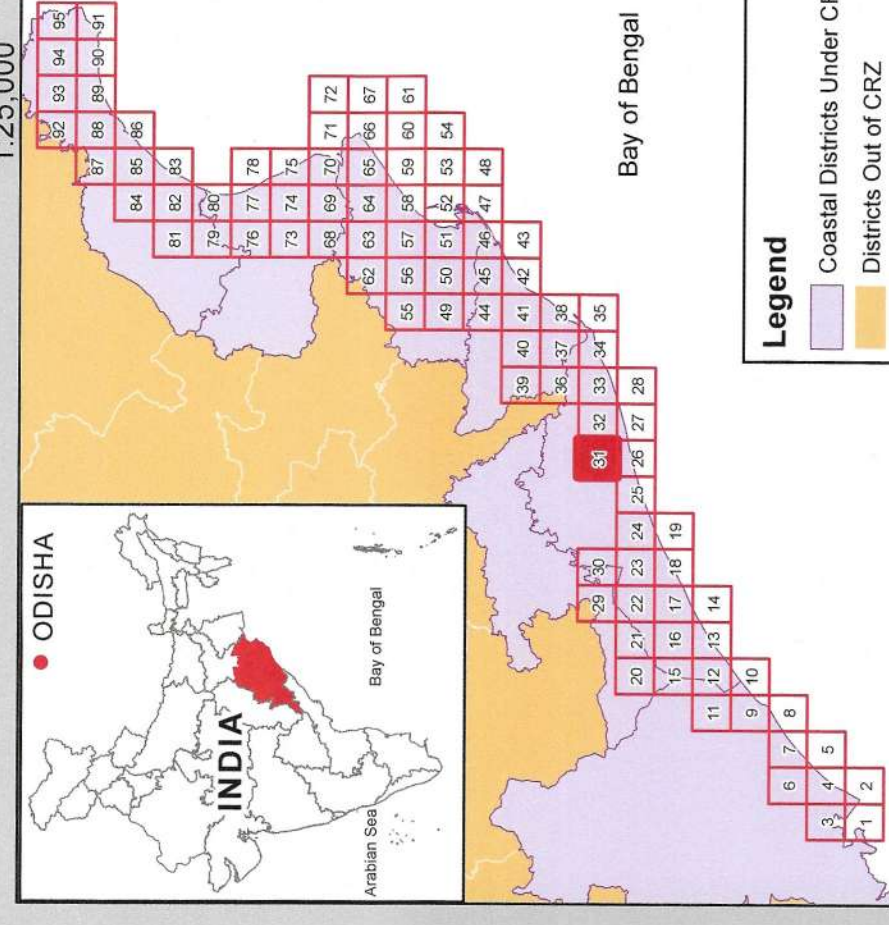 1:25,000
ODISHA
INDIA
Arabian Sea
Bay of Bengal
92 93 94 95
87 88 89 90 91
84 85 86
81 82 83
79 80
76 77 78
73 74 75
68 69 70 71 72
62 63 64 65 66 67
55 56 57 58 59 60 61
49 50 51 52 53 54
44 45 46 47 48
39 40 41 42 43
36 37 38
29 30 31 32 33 34 35
20 21 22 23 24 25 26 27 28
15 16 17 18 19
11 12 13 14
9 10
6 7 8
3 4 5
1 2
Bay of Bengal
Legend
Coastal Districts Under
Districts Out of CRZ